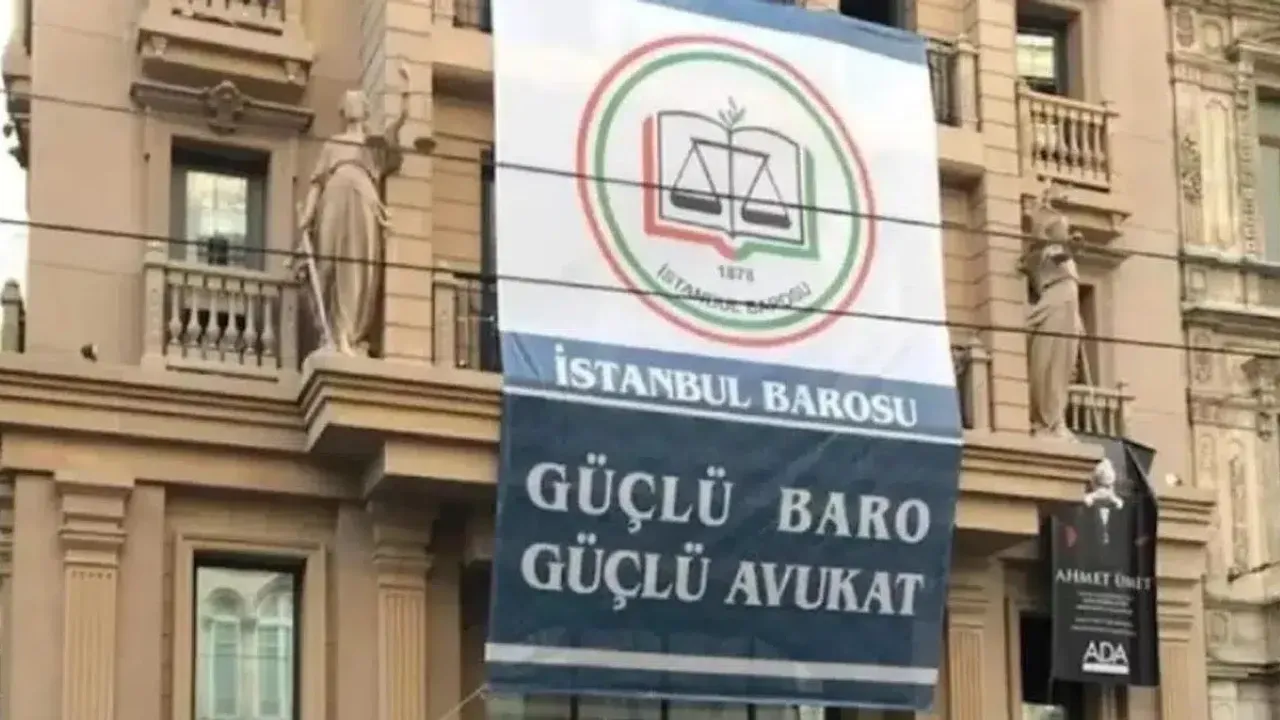 1878
İSTANBUL BAROSU
İSTANBUL BAROSU
GÜÇLÜ BARO
GÜÇLÜ AVUKAT
AHMET ÜMİT
ADA